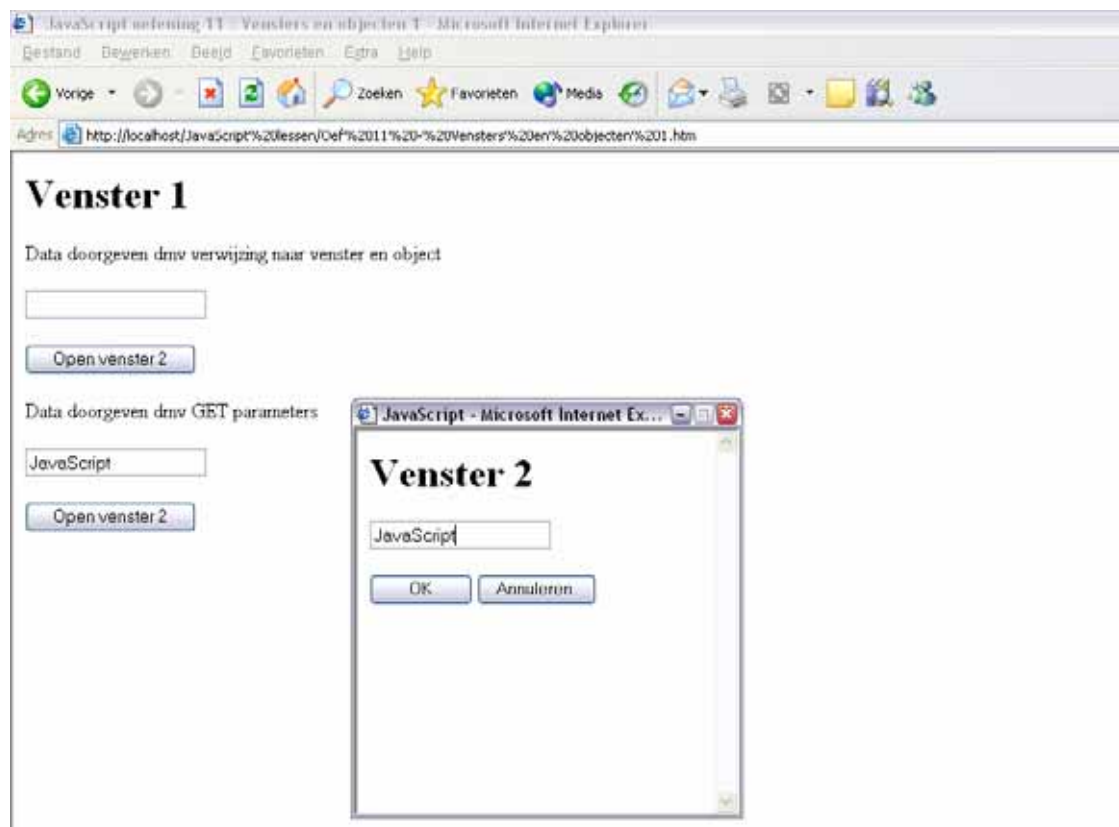 JavaScript oefening 11 - Vensters en objecten 1 - Microsoft Internet Explorer
Bestand Bewerken Beeld Favorieten Extra Help
Vorige Zoeken Favorieten Media
Adres http://localhost/JavaScript%20lessen/Oef%2011%20-%20Vensters%20en%20objecten%201.htm
Venster 1
Data doorgeven dmv verwijzing naar venster en object
Open venster 2
Data doorgeven dmv GET parameters
JavaScript
Open venster 2
JavaScript - Microsoft Internet Ex...
Venster 2
JavaScript
OK Annuleren